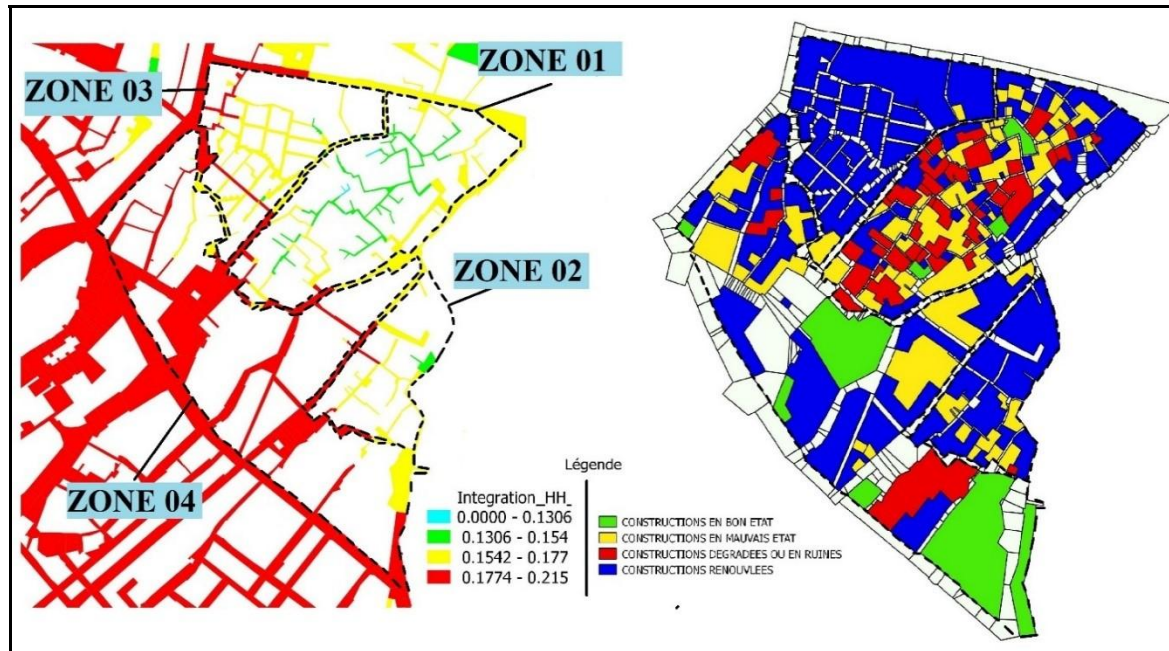 ZONE 01
ZONE 03
ZONE 02
ZONE 04
Légende
Integration_HH_
0.0000 - 0.1306
0.1306 - 0.154
0.1542 - 0.177
0.1774 - 0.215
CONSTRUCTIONS EN BON ETAT
CONSTRUCTIONS EN MAUVAIS ETAT
CONSTRUCTIONS DEGRADEES OU EN RUINES
CONSTRUCTIONS RENOUVLEES